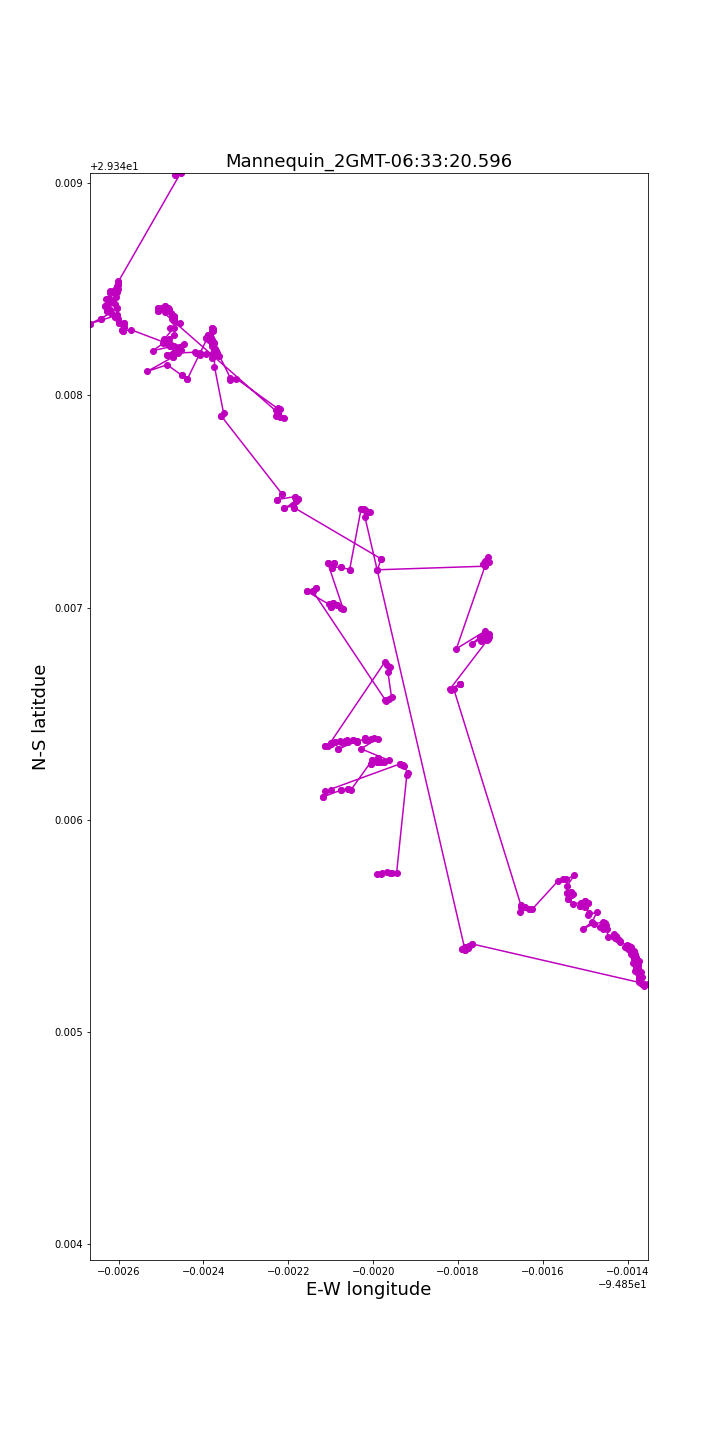 Mannequin_2GMT-06:33:20.596
+2.934e1
0.009
0.008
0.007
0.006
0.005
0.004
N-S latitdue
−0.0026 −0.0024 −0.0022 −0.0020 −0.0018 −0.0016 −0.0014
−9.485e1
E-W longitude